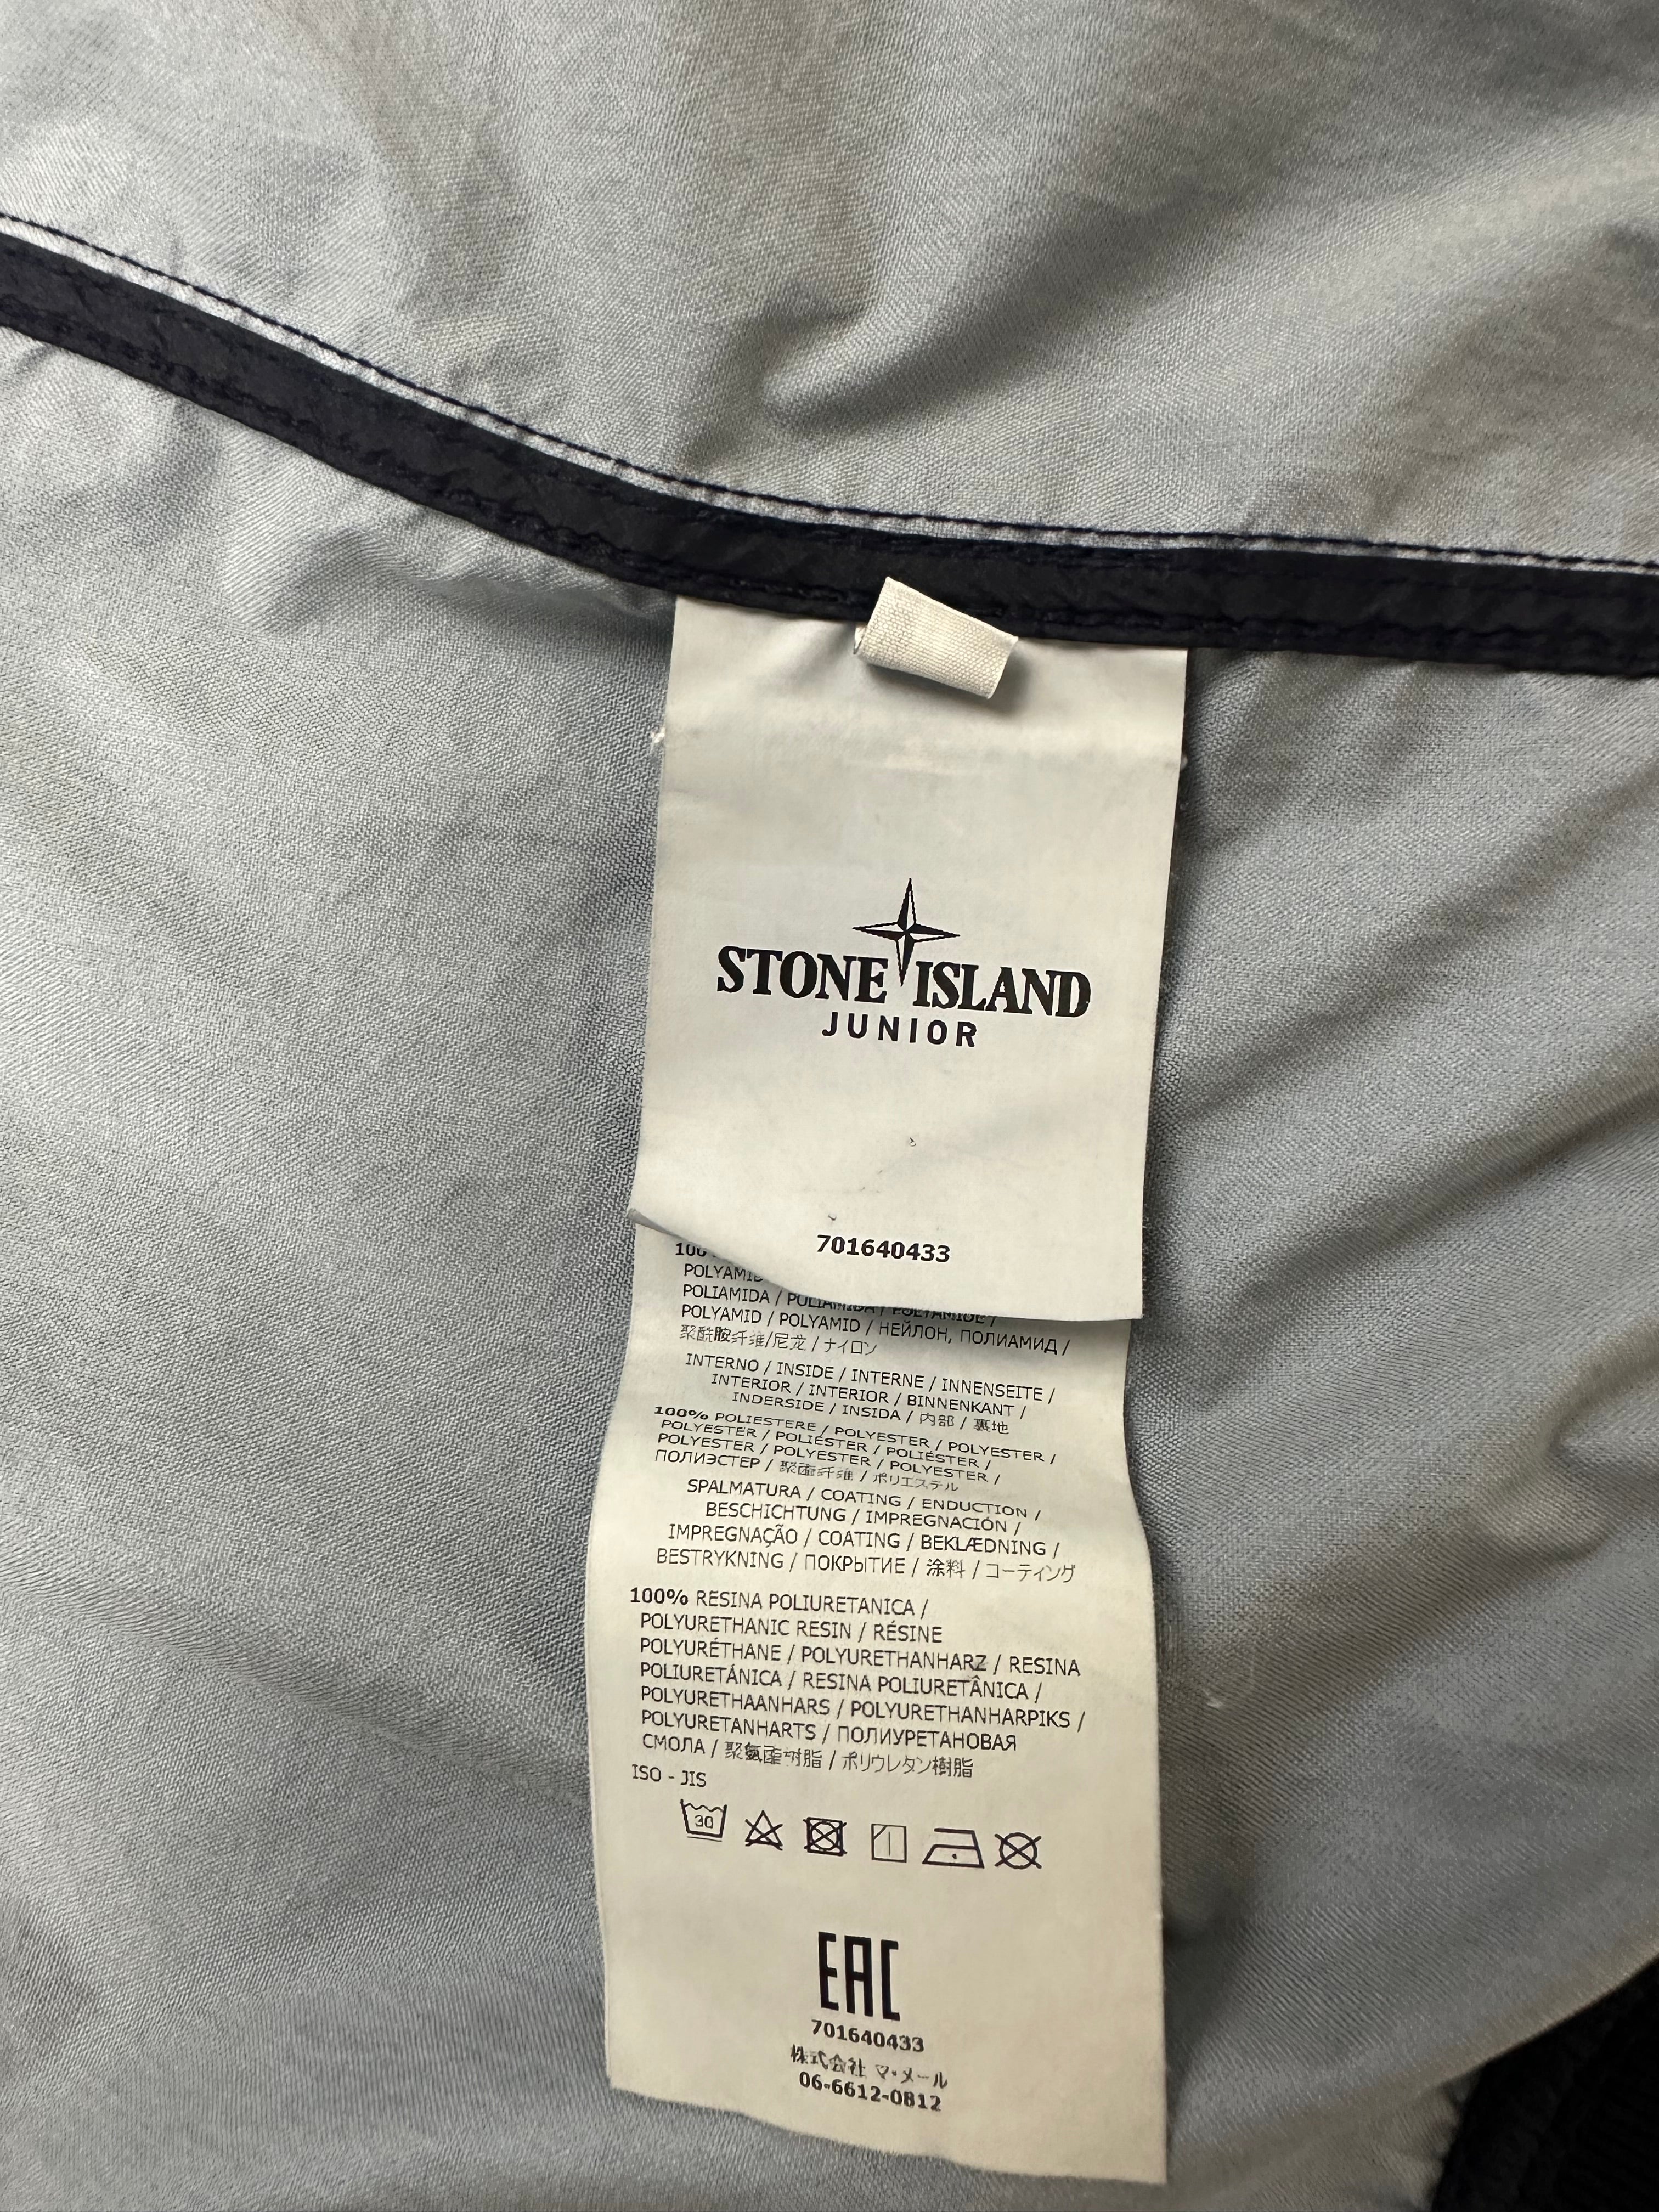 STONE ISLAND
JUNIOR
701640433
POLYAMID
POLIAMIDA / POLIAMIDA / POLYAMIDE /
POLYAMID / POLYAMID / НЕЙЛОН, ПОЛИАМИД /
聚酰胺纤维/尼龙 / ナイロン
INTERNO / INSIDE / INTERNE / INNENSEITE /
INTERIOR / INTERIOR / BINNENKANT /
INDERSIDE / INSIDA / 内部 / 裏地
100% POLIESTERE / POLYESTER / POLYESTER /
POLYESTER / POLIÉSTER / POLIÉSTER /
POLYESTER / POLYESTER / POLYESTER /
ПОЛИЭСТЕР / 聚酯纤维 / ポリエステル
SPALMATURA / COATING / ENDUCTION /
BESCHICHTUNG / IMPREGNACIÓN /
IMPREGNAÇÃO / COATING / BEKLÆDNING /
BESTRYKNING / ПОКРЫТИЕ / 涂料 / コーティング
100% RESINA POLIURETANICA /
POLYURETHANIC RESIN / RÉSINE
POLYURÉTHANE / POLYURETHANHARZ / RESINA
POLIURETÁNICA / RESINA POLIURETÂNICA /
POLYURETHAANHARS / POLYURETHANHARPIKS /
POLYURETANHARTS / ПОЛИУРЕТАНОВАЯ
СМОЛА / 聚氨酯树脂 / ポリウレタン樹脂
ISO - JIS
30
EAC
701640433
株式会社 マ・メール
06-6612-0812